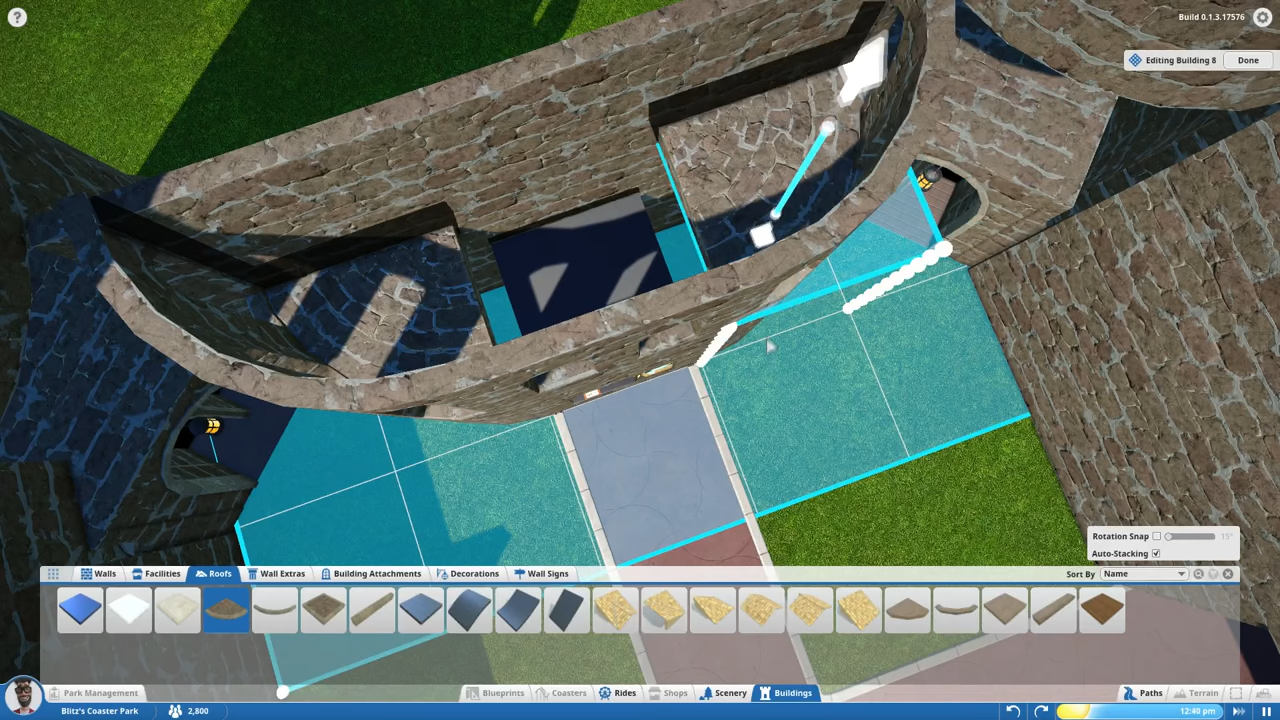 ?
Build 0.1.3.17576
Editing Building 8
Done
Rotation Snap
15°
Auto-Stacking
Walls
Facilities
Roofs
Wall Extras
Building Attachments
Decorations
Wall Signs
Sort By
Name
Park Management
Blueprints
Coasters
Rides
Shops
Scenery
Buildings
Paths
Terrain
Blitz's Coaster Park
2,800
12:40 pm